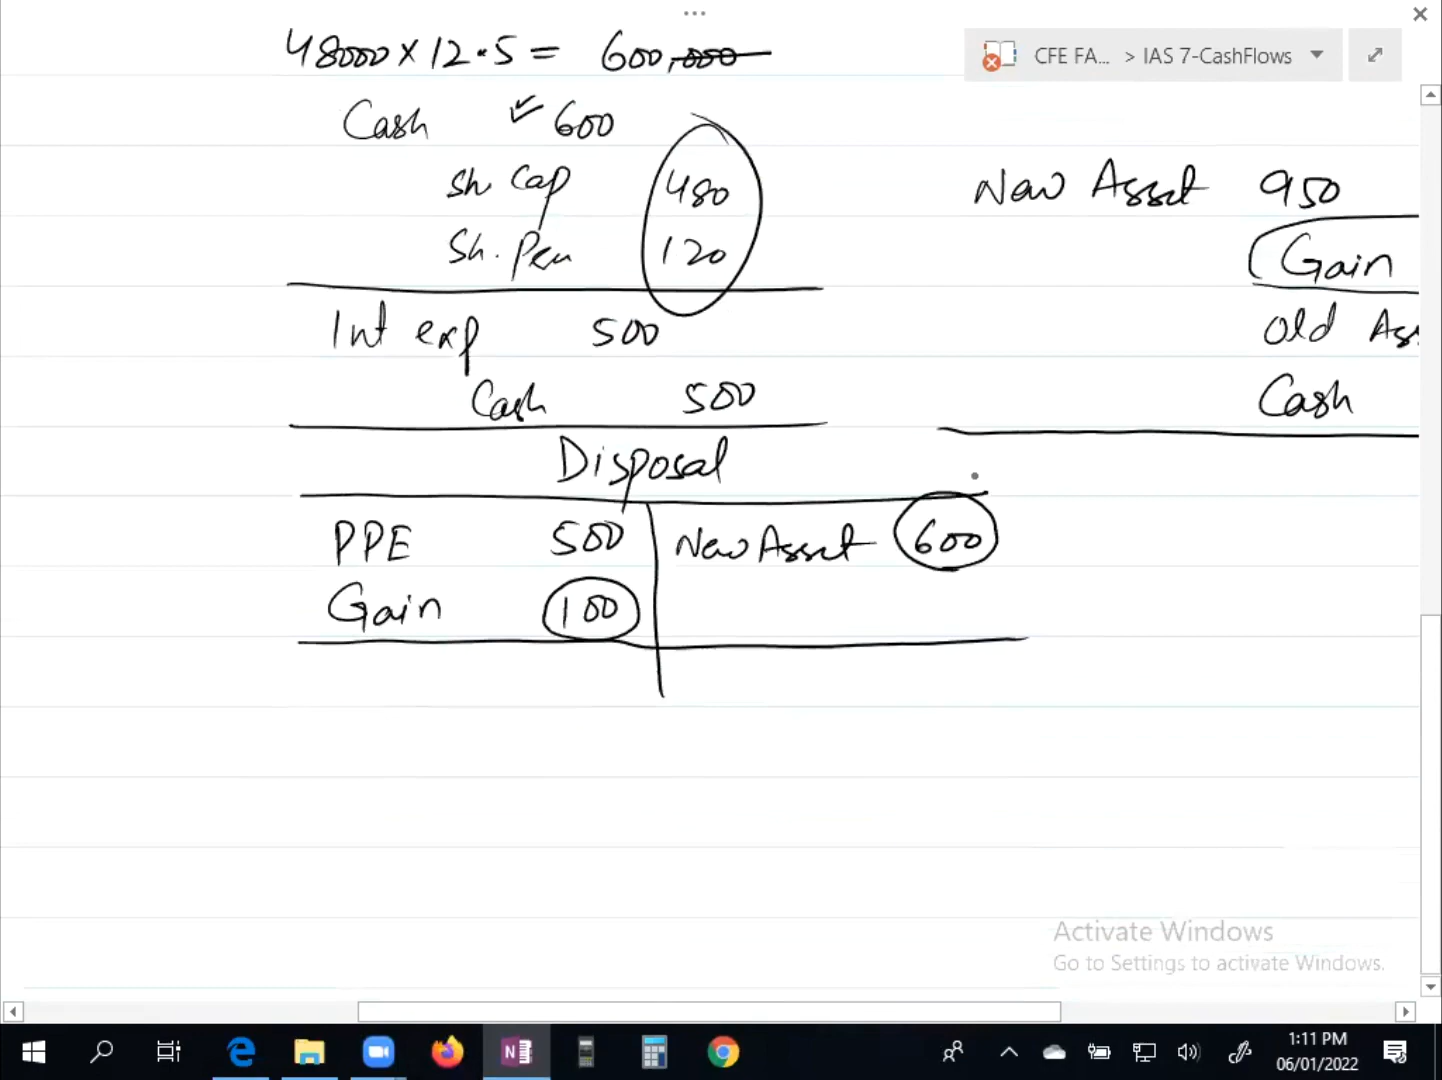 48000 × 12.5 = 600,000
CFE FA... > IAS 7-CashFlows
Cash ✓ 600
Sh. Cap 480
Sh. Pem 120
New Asset 950
Gain
Old Ass
Cash
Int exp 500
Cash 500
Disposal
PPE 500 New Asset 600
Gain 100
Activate Windows
Go to Settings to activate Windows.
1:11 PM
06/01/2022